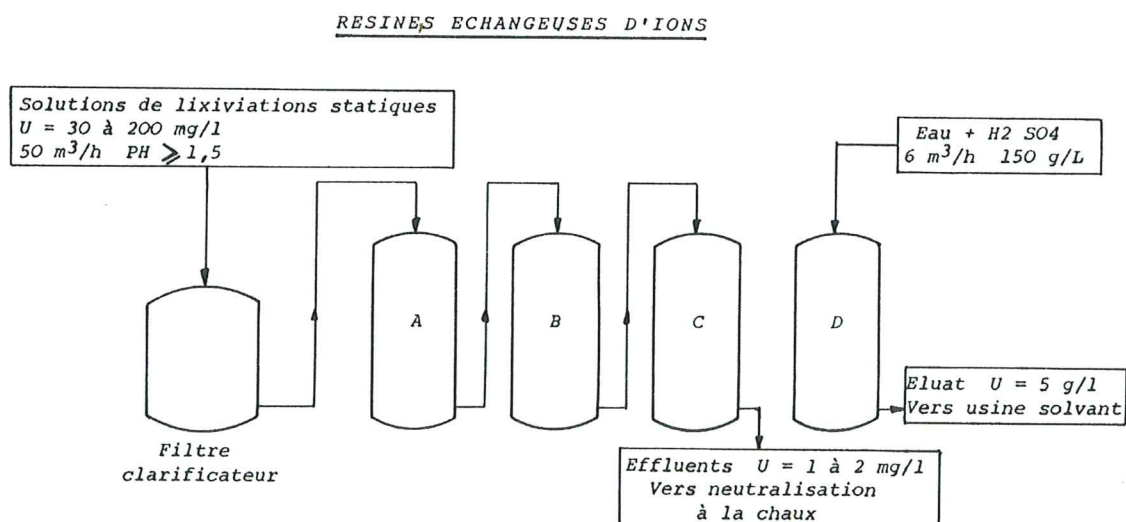 RESINES ECHANGEUSES D'IONS
Solutions de lixiviations statiques
U = 30 à 200 mg/l
50 m³/h PH ⩾ 1,5
Eau + H2 SO4
6 m³/h 150 g/L
A
B
C
D
Eluat U = 5 g/l
Vers usine solvant
Filtre
clarificateur
Effluents U = 1 à 2 mg/l
Vers neutralisation
à la chaux